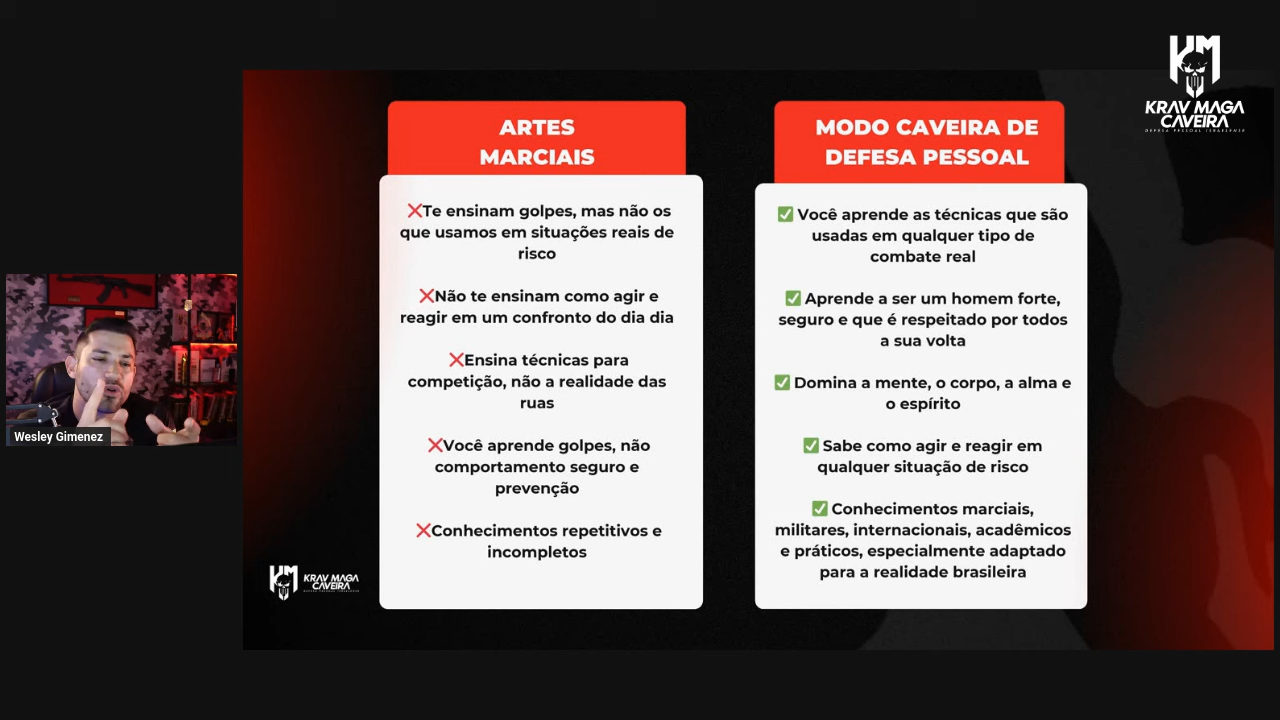 KM
KRAV MAGA
CAVEIRA
DEFESA PESSOAL ISRAELENSE
ARTES
MARCIAIS
❌Te ensinam golpes, mas não os
que usamos em situações reais de
risco
❌Não te ensinam como agir e
reagir em um confronto do dia dia
❌Ensina técnicas para
competição, não a realidade das
ruas
❌Você aprende golpes, não
comportamento seguro e
prevenção
❌Conhecimentos repetitivos e
incompletos
MODO CAVEIRA DE
DEFESA PESSOAL
✅ Você aprende as técnicas que são
usadas em qualquer tipo de
combate real
✅ Aprende a ser um homem forte,
seguro e que é respeitado por todos
a sua volta
✅ Domina a mente, o corpo, a alma e
o espírito
✅ Sabe como agir e reagir em
qualquer situação de risco
✅ Conhecimentos marciais,
militares, internacionais, acadêmicos
e práticos, especialmente adaptado
para a realidade brasileira
Wesley Gimenez
KM
KRAV MAGA
CAVEIRA